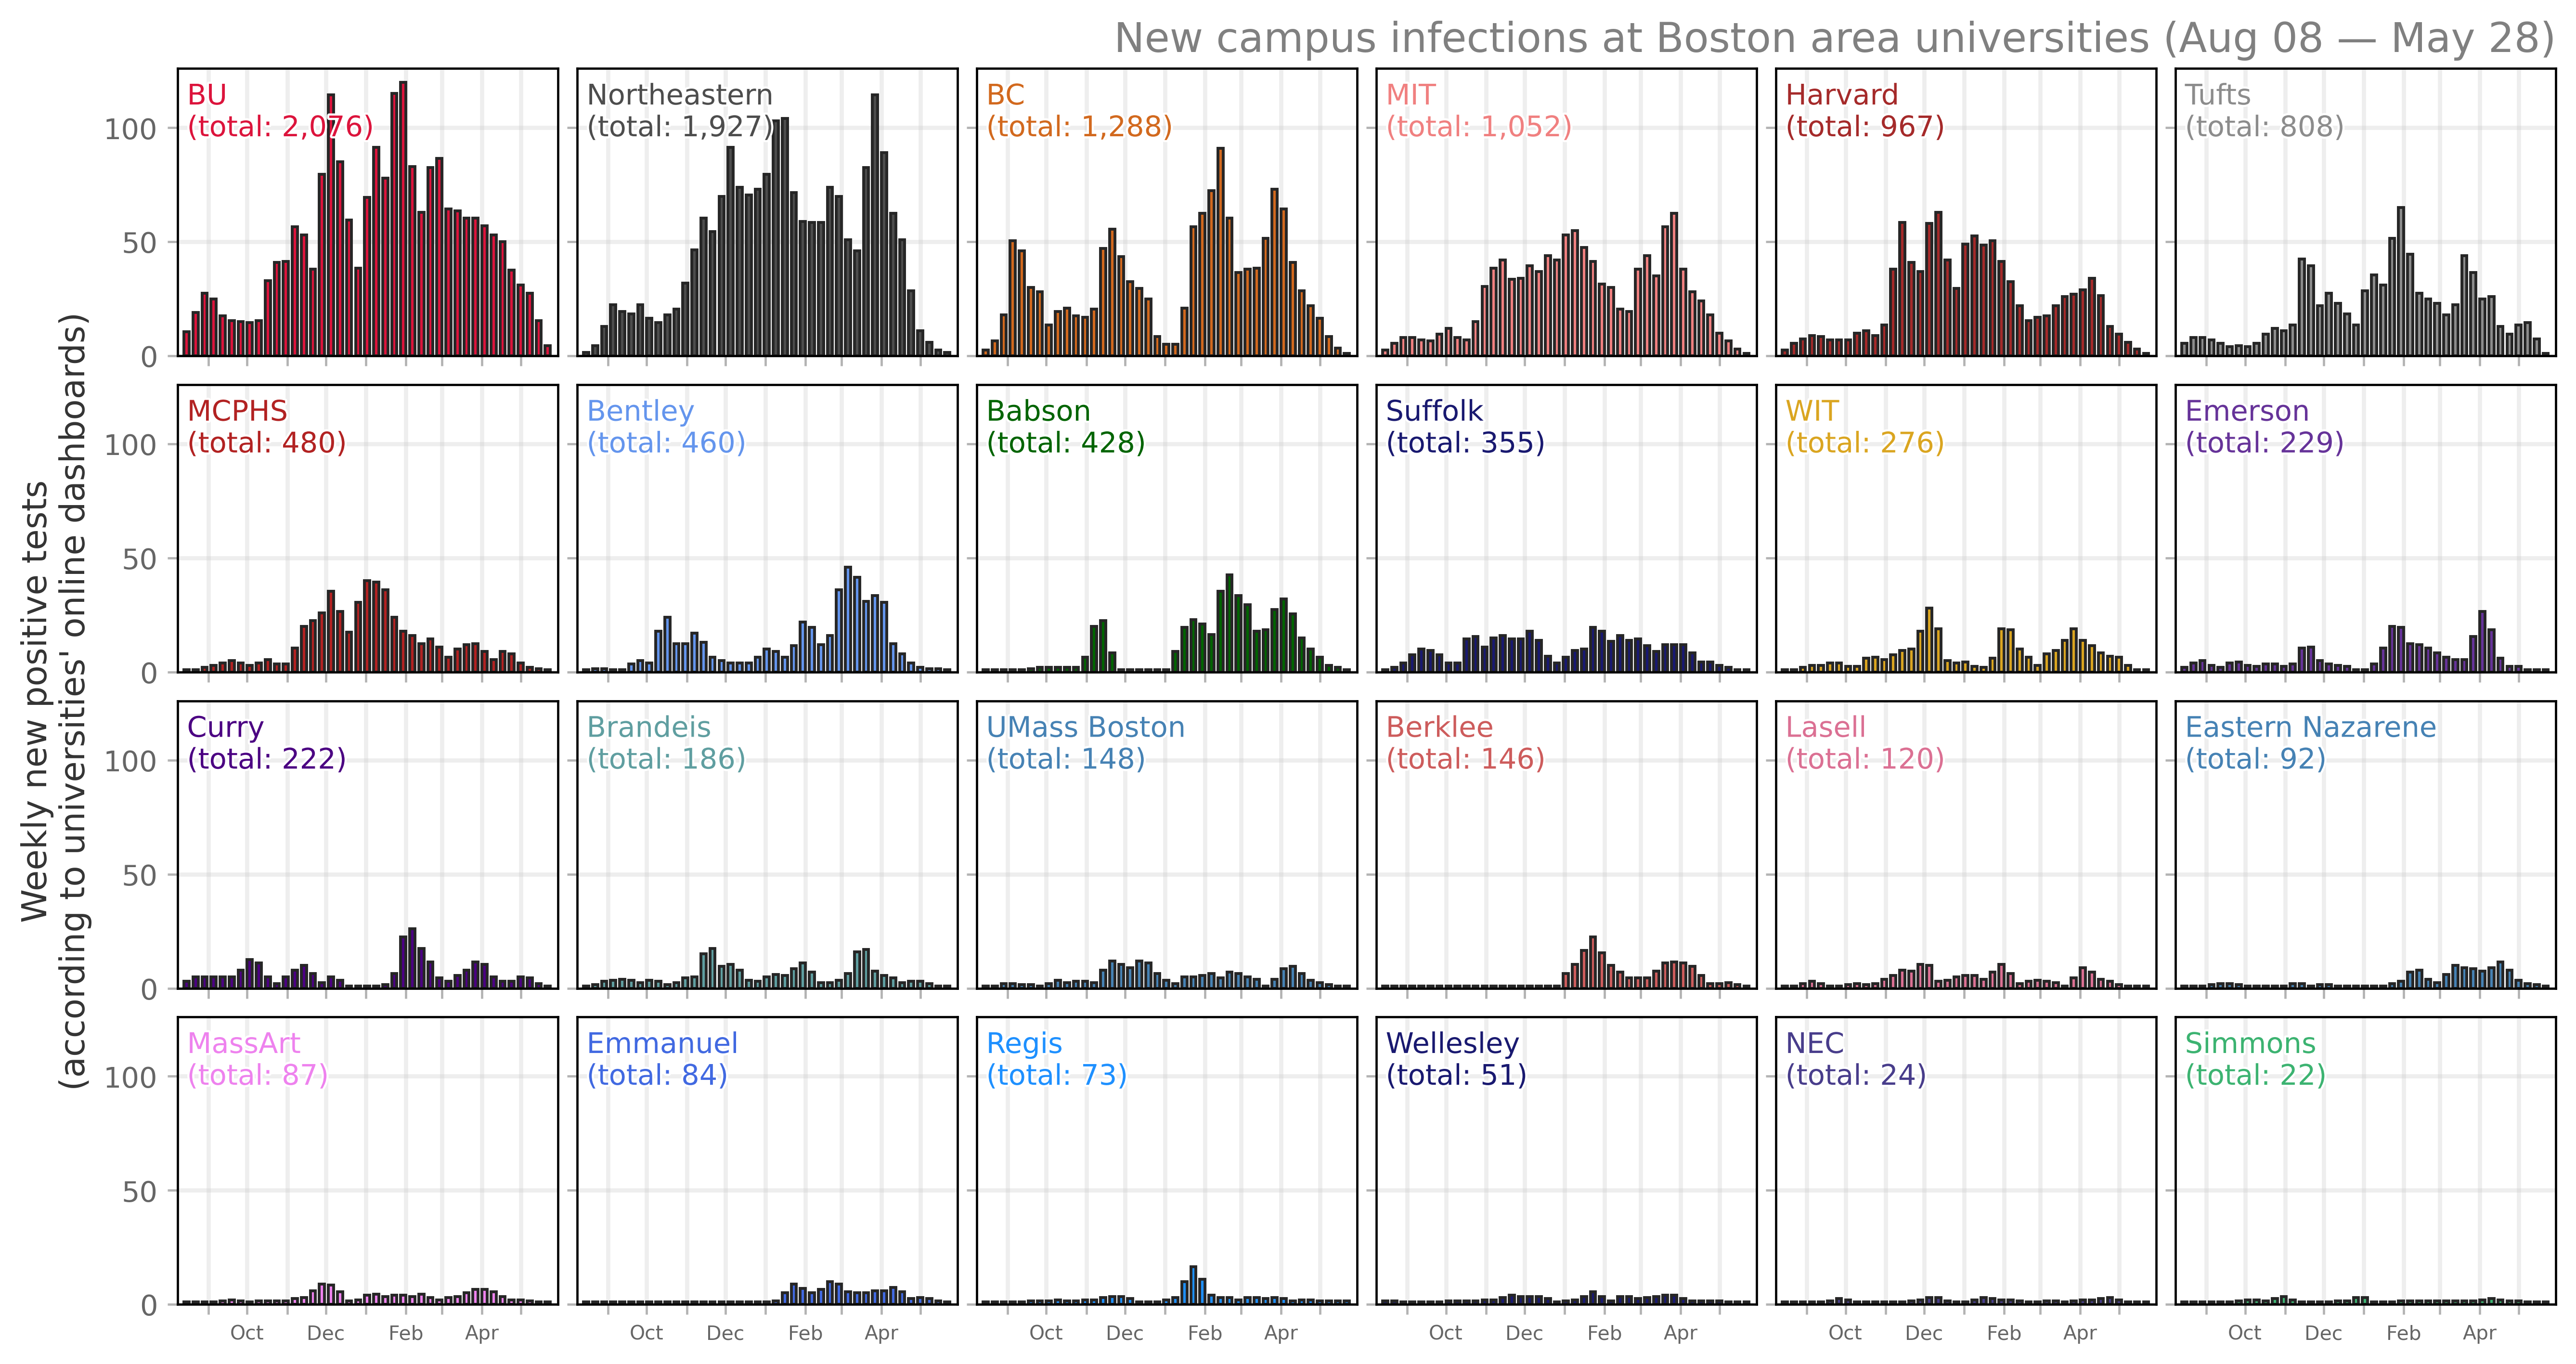 New campus infections at Boston area universities (Aug 08 — May 28)
Weekly new positive tests
(according to universities' online dashboards)
BU
(total: 2,076)
Northeastern
(total: 1,927)
BC
(total: 1,288)
MIT
(total: 1,052)
Harvard
(total: 967)
Tufts
(total: 808)
100
50
0
MCPHS
(total: 480)
Bentley
(total: 460)
Babson
(total: 428)
Suffolk
(total: 355)
WIT
(total: 276)
Emerson
(total: 229)
100
50
0
Curry
(total: 222)
Brandeis
(total: 186)
UMass Boston
(total: 148)
Berklee
(total: 146)
Lasell
(total: 120)
Eastern Nazarene
(total: 92)
100
50
0
MassArt
(total: 87)
Emmanuel
(total: 84)
Regis
(total: 73)
Wellesley
(total: 51)
NEC
(total: 24)
Simmons
(total: 22)
100
50
0
Oct Dec Feb Apr
Oct Dec Feb Apr
Oct Dec Feb Apr
Oct Dec Feb Apr
Oct Dec Feb Apr
Oct Dec Feb Apr